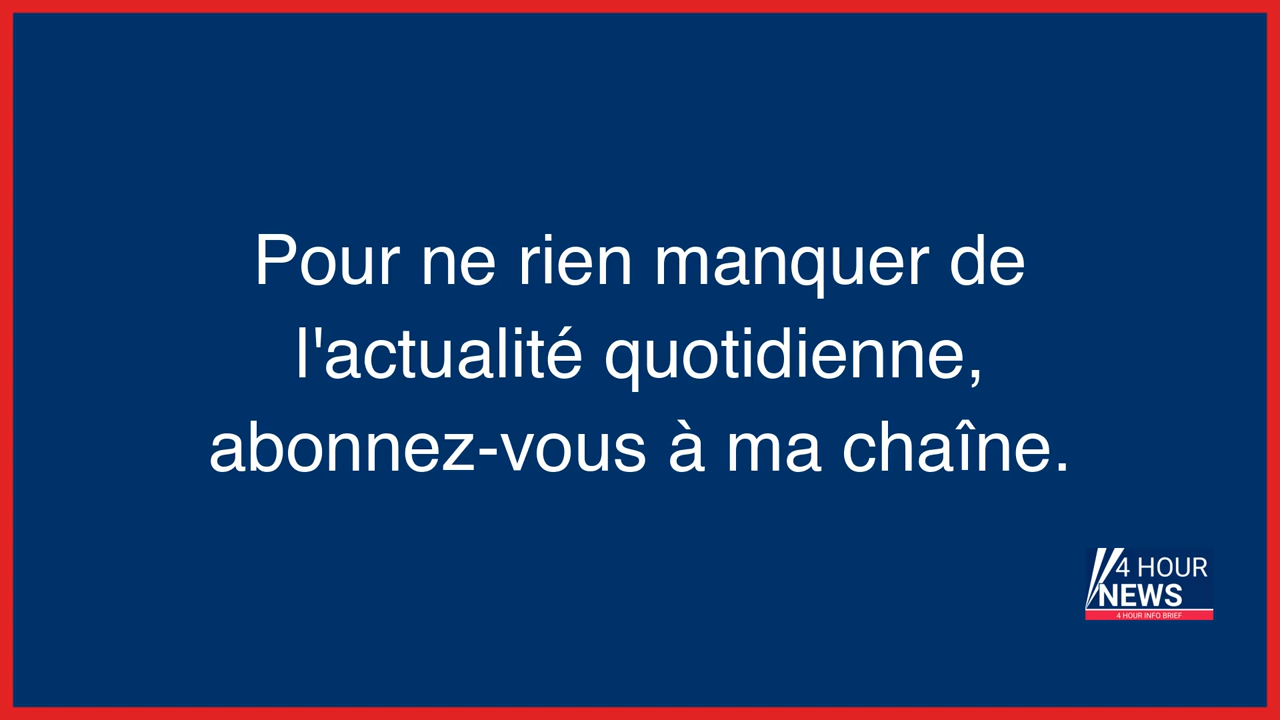 Pour ne rien manquer de
l'actualité quotidienne,
abonnez-vous à ma chaîne.
4 HOUR
NEWS
4 HOUR INFO BRIEF